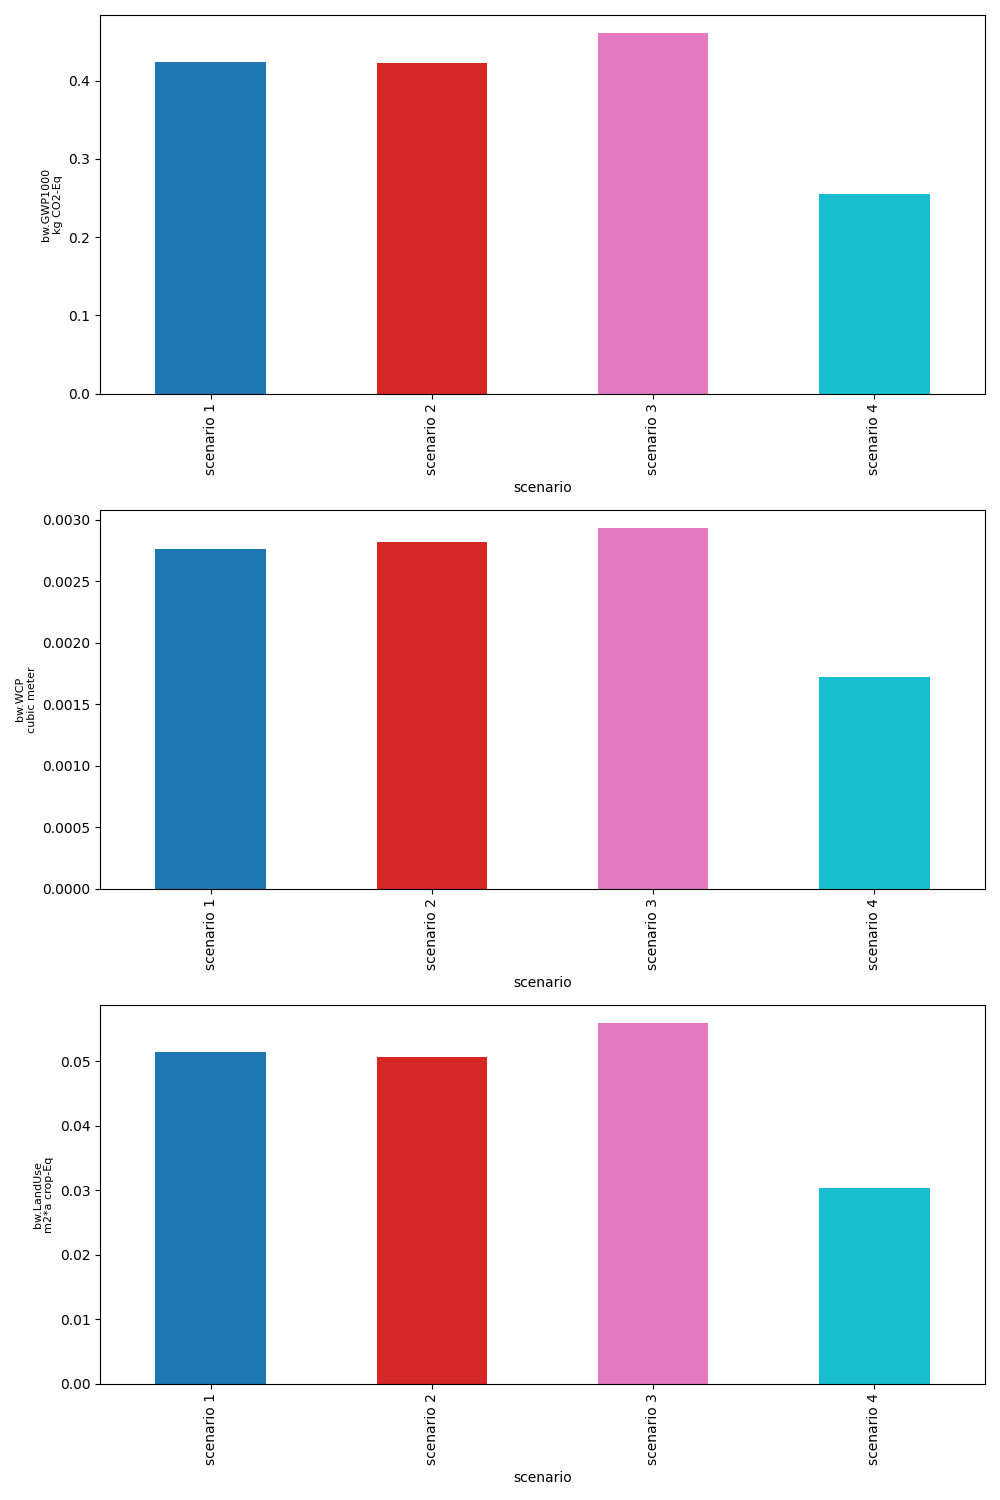 0.4
0.3
0.2
0.1
0.0
bw.GWP1000
kg CO2-Eq
scenario 1
scenario 2
scenario 3
scenario 4
scenario
0.0030
0.0025
0.0020
0.0015
0.0010
0.0005
0.0000
bw.WCP
cubic meter
scenario 1
scenario 2
scenario 3
scenario 4
scenario
0.05
0.04
0.03
0.02
0.01
0.00
bw.LandUse
m2*a crop-Eq
scenario 1
scenario 2
scenario 3
scenario 4
scenario